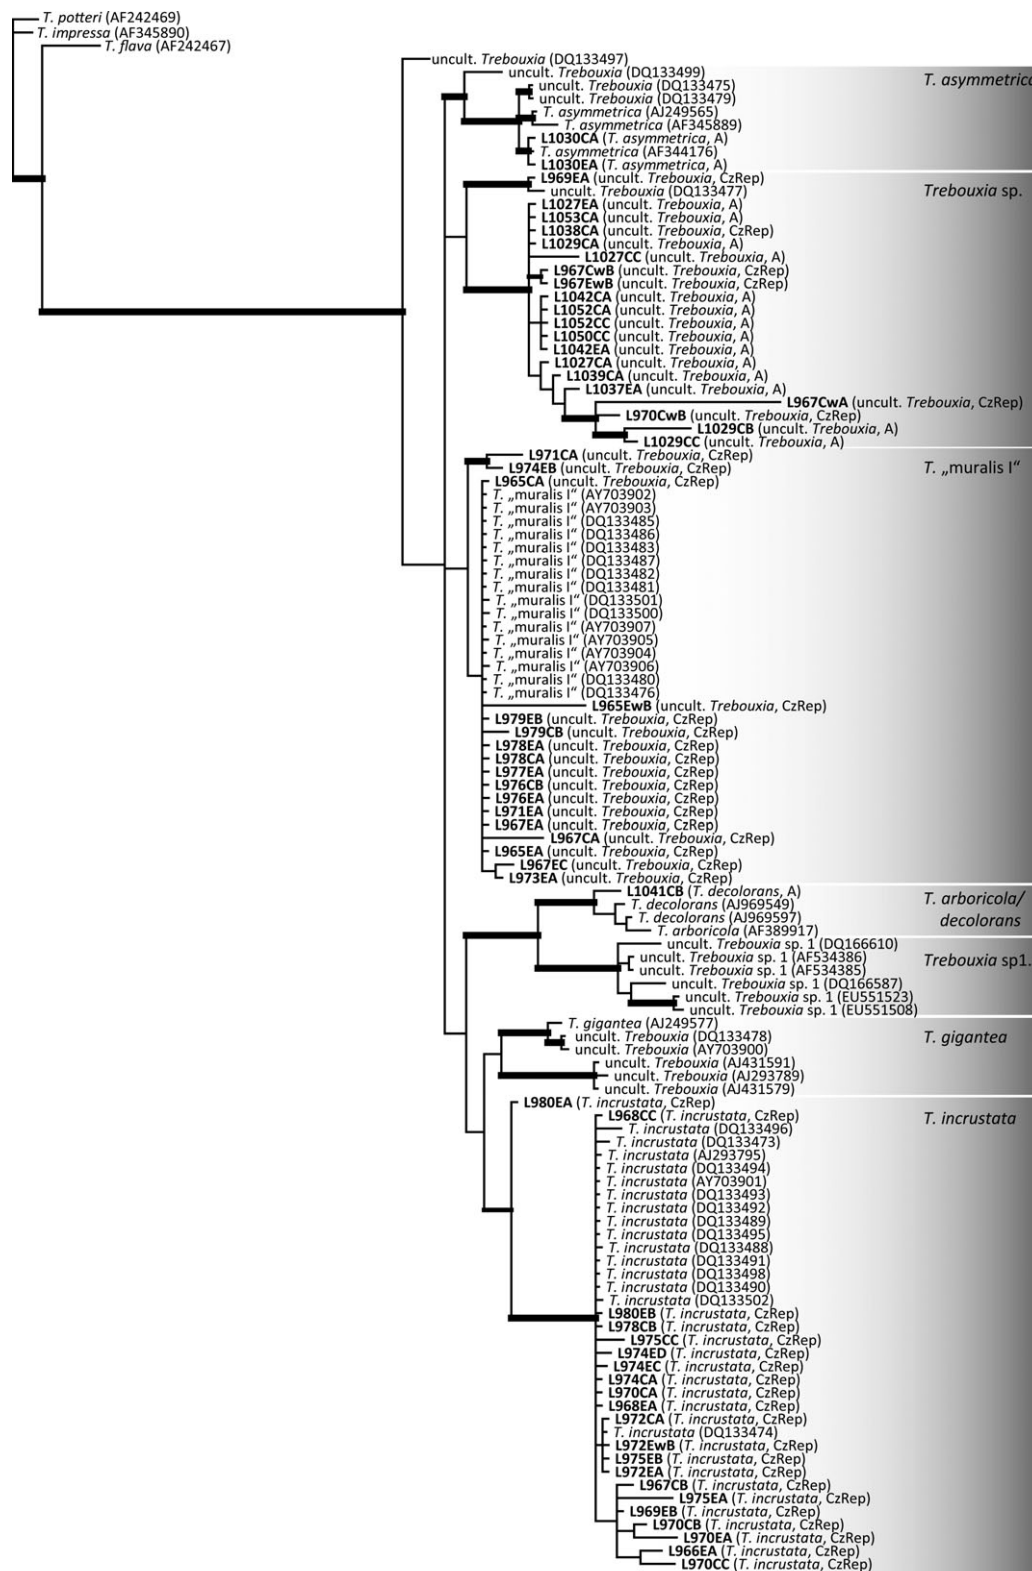 T. potteri (AF242469)
T. impressa (AF345890)
T. flava (AF242467)
uncult. Trebouxia (DQ133497)
uncult. Trebouxia (DQ133499)
T. asymmetrica
uncult. Trebouxia (DQ133475)
uncult. Trebouxia (DQ133479)
T. asymmetrica (AJ249565)
T. asymmetrica (AF345889)
L1030CA (T. asymmetrica, A)
T. asymmetrica (AF344176)
L1030EA (T. asymmetrica, A)
L969EA (uncult. Trebouxia, CzRep)
Trebouxia sp.
uncult. Trebouxia (DQ133477)
L1027EA (uncult. Trebouxia, A)
L1053CA (uncult. Trebouxia, A)
L1038CA (uncult. Trebouxia, CzRep)
L1029CA (uncult. Trebouxia, A)
L1027CC (uncult. Trebouxia, A)
L967CwB (uncult. Trebouxia, CzRep)
L967EwB (uncult. Trebouxia, CzRep)
L1042CA (uncult. Trebouxia, A)
L1052CA (uncult. Trebouxia, A)
L1052CC (uncult. Trebouxia, A)
L1050CC (uncult. Trebouxia, A)
L1042EA (uncult. Trebouxia, A)
L1027CA (uncult. Trebouxia, A)
L1039CA (uncult. Trebouxia, A)
L1037EA (uncult. Trebouxia, A)
L967CwA (uncult. Trebouxia, CzRep)
L970CwB (uncult. Trebouxia, CzRep)
L1029CB (uncult. Trebouxia, A)
L1029CC (uncult. Trebouxia, A)
L971CA (uncult. Trebouxia, CzRep)
T. „muralis I“
L974EB (uncult. Trebouxia, CzRep)
L965CA (uncult. Trebouxia, CzRep)
T. „muralis I“ (AY703902)
T. „muralis I“ (AY703903)
T. „muralis I“ (DQ133485)
T. „muralis I“ (DQ133486)
T. „muralis I“ (DQ133483)
T. „muralis I“ (DQ133487)
T. „muralis I“ (DQ133482)
T. „muralis I“ (DQ133481)
T. „muralis I“ (DQ133501)
T. „muralis I“ (DQ133500)
T. „muralis I“ (AY703907)
T. „muralis I“ (AY703905)
T. „muralis I“ (AY703904)
T. „muralis I“ (AY703906)
T. „muralis I“ (DQ133480)
T. „muralis I“ (DQ133476)
L965EwB (uncult. Trebouxia, CzRep)
L979EB (uncult. Trebouxia, CzRep)
L979CB (uncult. Trebouxia, CzRep)
L978EA (uncult. Trebouxia, CzRep)
L978CA (uncult. Trebouxia, CzRep)
L977EA (uncult. Trebouxia, CzRep)
L976CB (uncult. Trebouxia, CzRep)
L976EA (uncult. Trebouxia, CzRep)
L971EA (uncult. Trebouxia, CzRep)
L967EA (uncult. Trebouxia, CzRep)
L967CA (uncult. Trebouxia, CzRep)
L965EA (uncult. Trebouxia, CzRep)
L967EC (uncult. Trebouxia, CzRep)
L973EA (uncult. Trebouxia, CzRep)
L1041CB (T. decolorans, A)
T. arboricola/
T. decolorans (AJ969549)
T. decolorans (AJ969597)
decolorans
T. arboricola (AF389917)
uncult. Trebouxia sp. 1 (DQ166610)
uncult. Trebouxia sp. 1 (AF534386)
Trebouxia sp1.
uncult. Trebouxia sp. 1 (AF534385)
uncult. Trebouxia sp. 1 (DQ166587)
uncult. Trebouxia sp. 1 (EU551523)
uncult. Trebouxia sp. 1 (EU551508)
T. gigantea (AJ249577)
T. gigantea
uncult. Trebouxia (DQ133478)
uncult. Trebouxia (AY703900)
uncult. Trebouxia (AJ431591)
uncult. Trebouxia (AJ293789)
uncult. Trebouxia (AJ431579)
L980EA (T. incrustata, CzRep)
L968CC (T. incrustata, CzRep)
T. incrustata
T. incrustata (DQ133496)
T. incrustata (DQ133473)
T. incrustata (AJ293795)
T. incrustata (DQ133494)
T. incrustata (AY703901)
T. incrustata (DQ133493)
T. incrustata (DQ133492)
T. incrustata (DQ133489)
T. incrustata (DQ133495)
T. incrustata (DQ133488)
T. incrustata (DQ133491)
T. incrustata (DQ133498)
T. incrustata (DQ133490)
T. incrustata (DQ133502)
L980EB (T. incrustata, CzRep)
L978CB (T. incrustata, CzRep)
L975CC (T. incrustata, CzRep)
L974ED (T. incrustata, CzRep)
L974EC (T. incrustata, CzRep)
L974CA (T. incrustata, CzRep)
L970CA (T. incrustata, CzRep)
L968EA (T. incrustata, CzRep)
L972CA (T. incrustata, CzRep)
T. incrustata (DQ133474)
L972EwB (T. incrustata, CzRep)
L975EB (T. incrustata, CzRep)
L972EA (T. incrustata, CzRep)
L967CB (T. incrustata, CzRep)
L975EA (T. incrustata, CzRep)
L969EB (T. incrustata, CzRep)
L970CB (T. incrustata, CzRep)
L970EA (T. incrustata, CzRep)
L966EA (T. incrustata, CzRep)
L970CC (T. incrustata, CzRep)